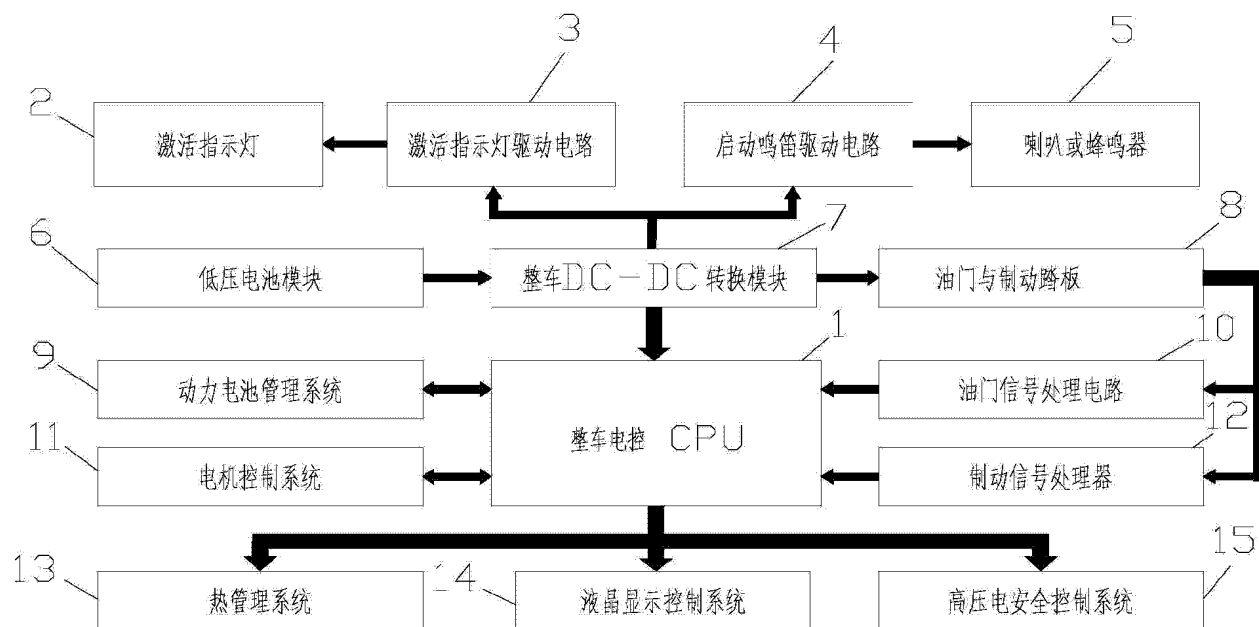 3
4
5
2
激活指示灯
激活指示灯驱动电路
启动鸣笛驱动电路
喇叭或蜂鸣器
6
7
8
低压电池模块
整车DC-DC 转换模块
油门与制动踏板
1
10
9
动力电池管理系统
油门信号处理电路
整车电控 CPU
12
11
电机控制系统
制动信号处理器
13
14
15
热管理系统
液晶显示控制系统
高压电安全控制系统